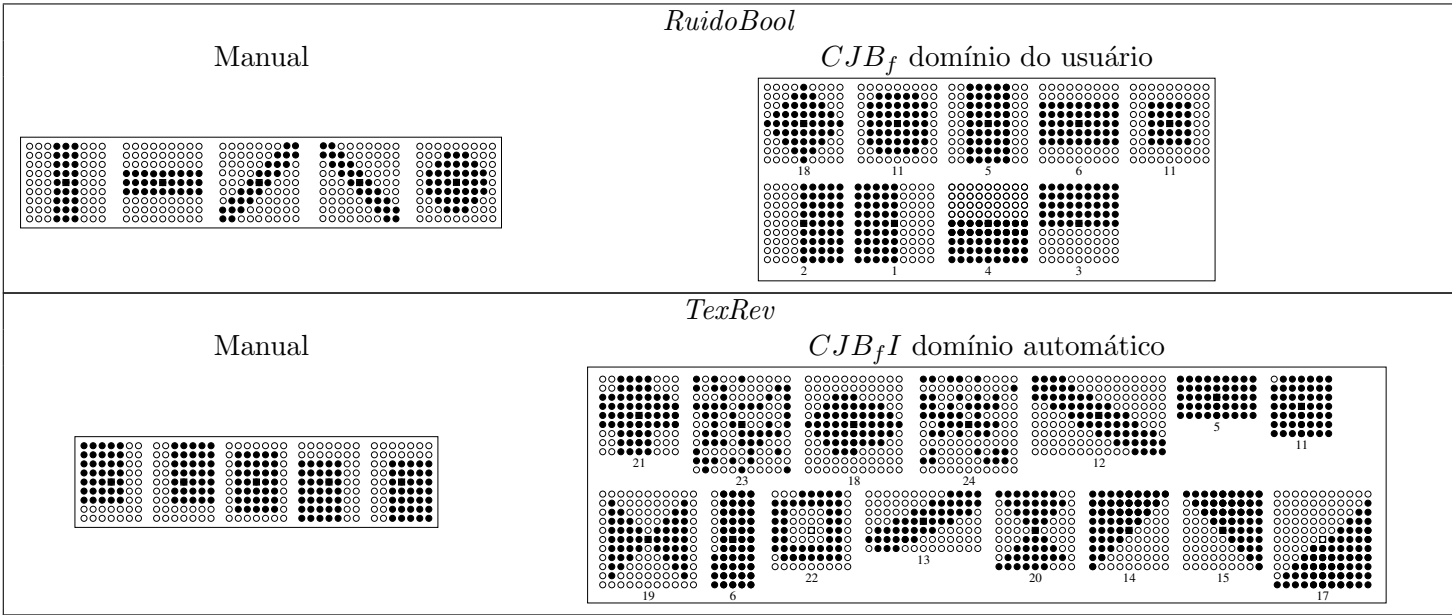 RuidoBool
Manual
CJB_f domínio do usuário
18 11 5 6 11
2 1 4 3
TexRev
Manual
CJB_fI domínio automático
21 23 18 24 12 5 11
19 6 22 13 20 14 15 17